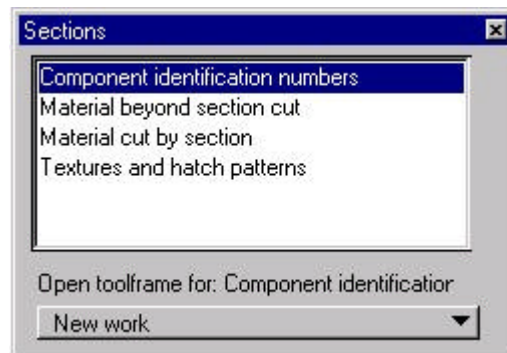 Sections
Component identification numbers
Material beyond section cut
Material cut by section
Textures and hatch patterns
Open toolframe for: Component identificatior
New work